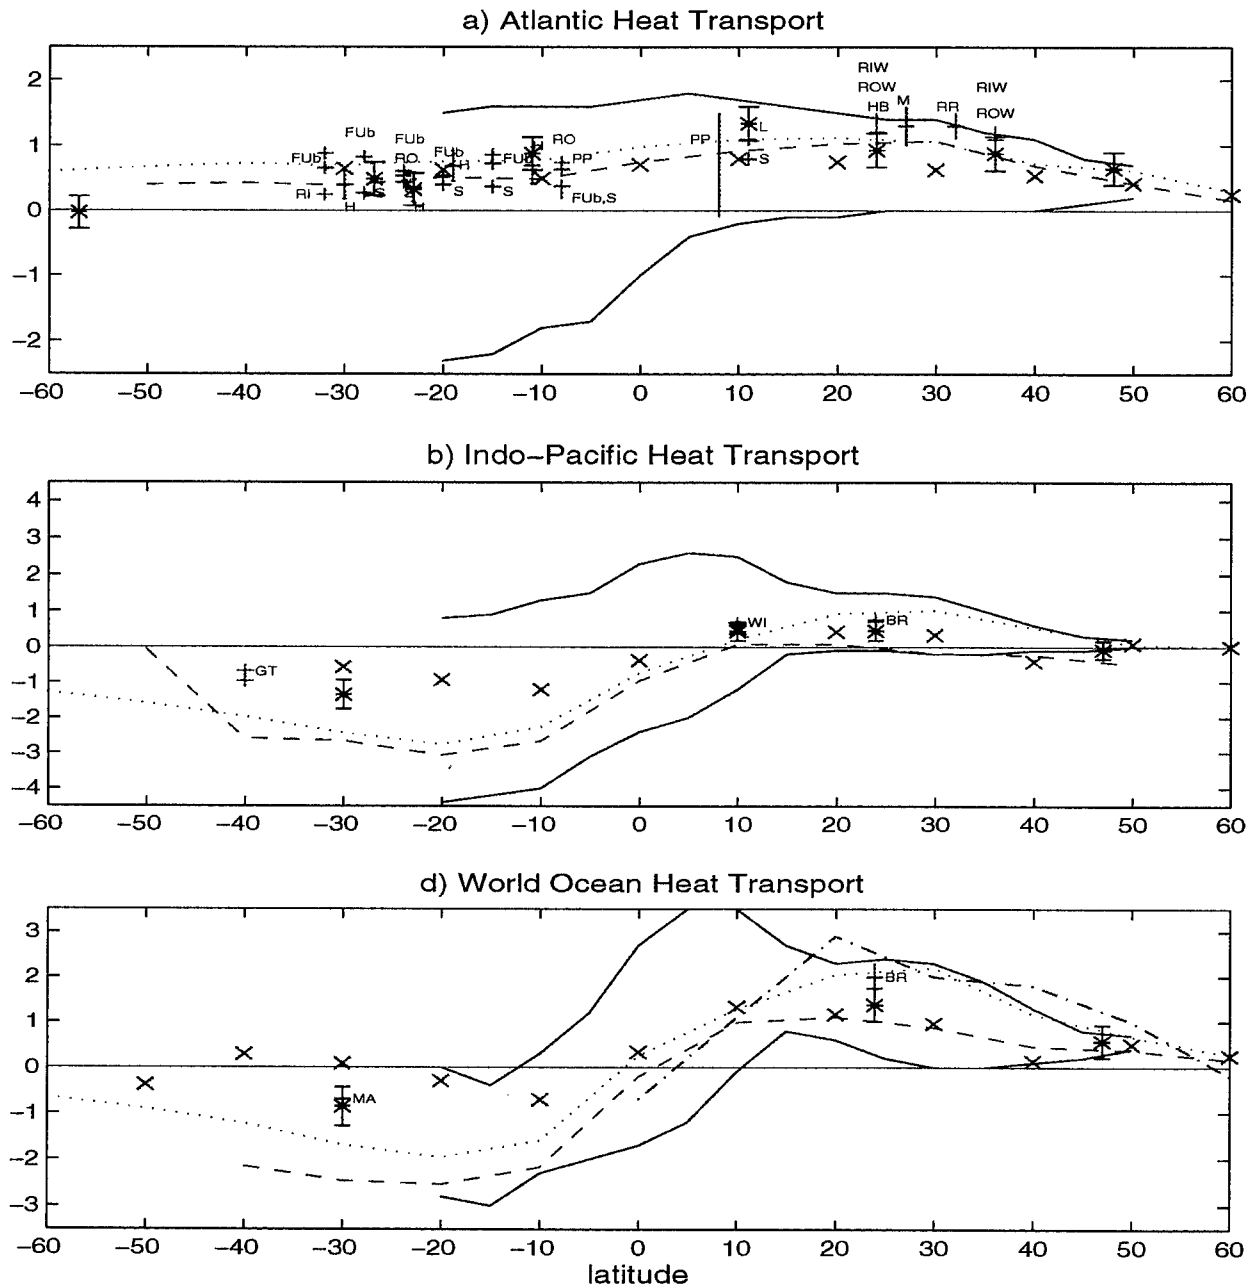 a) Atlantic Heat Transport
2
1
0
−1
−2
RIW
ROW
HB
M
RR
RIW
ROW
FUb
FUb
RO
FUb
FUb
RO
FUb
PP
PP
L
S
H
RI
H
S
H
S
S
FUb,S
−60 −50 −40 −30 −20 −10 0 10 20 30 40 50 60
b) Indo−Pacific Heat Transport
4
3
2
1
0
−1
−2
−3
−4
GT
WI
BR
−60 −50 −40 −30 −20 −10 0 10 20 30 40 50 60
d) World Ocean Heat Transport
3
2
1
0
−1
−2
−3
BR
MA
−60 −50 −40 −30 −20 −10 0 10 20 30 40 50 60
latitude